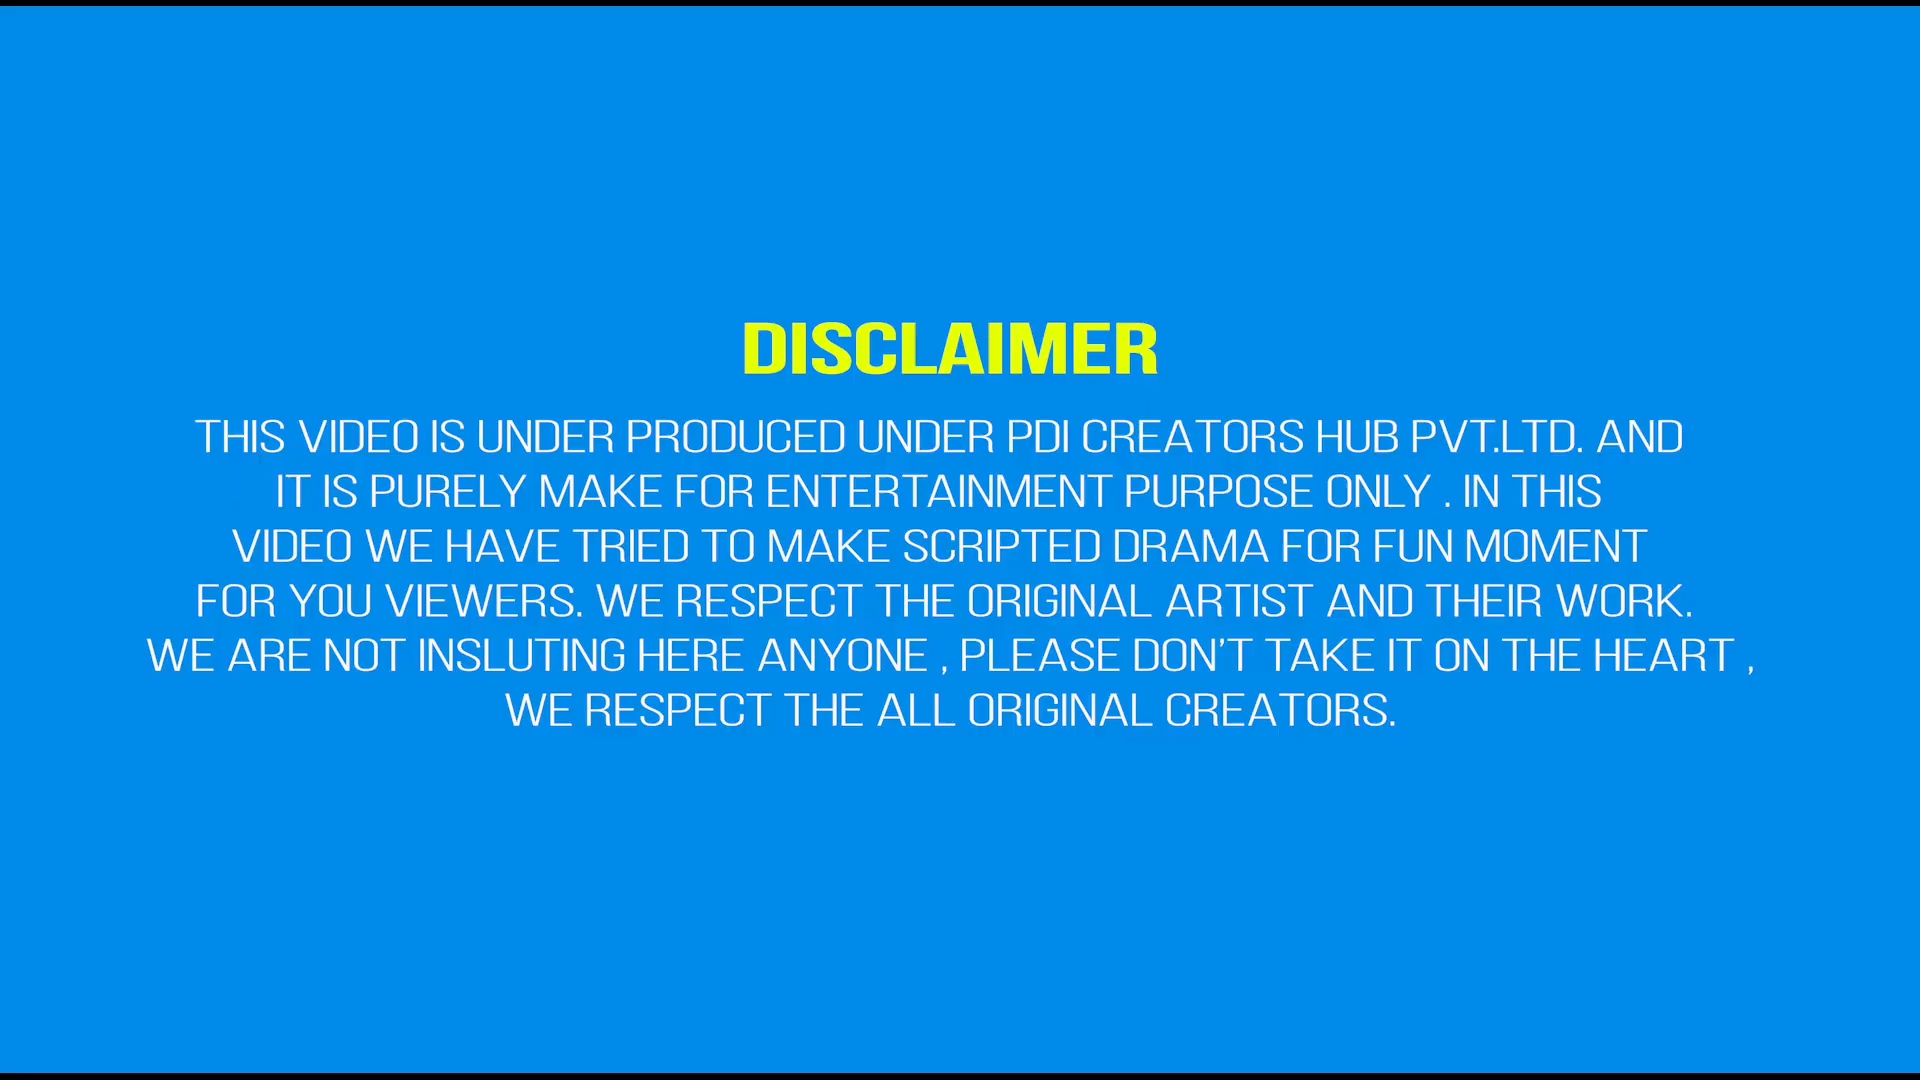 DISCLAIMER
THIS VIDEO IS UNDER PRODUCED UNDER PDI CREATORS HUB PVT.LTD. AND
IT IS PURELY MAKE FOR ENTERTAINMENT PURPOSE ONLY . IN THIS
VIDEO WE HAVE TRIED TO MAKE SCRIPTED DRAMA FOR FUN MOMENT
FOR YOU VIEWERS. WE RESPECT THE ORIGINAL ARTIST AND THEIR WORK.
WE ARE NOT INSLUTING HERE ANYONE , PLEASE DON'T TAKE IT ON THE HEART ,
WE RESPECT THE ALL ORIGINAL CREATORS.